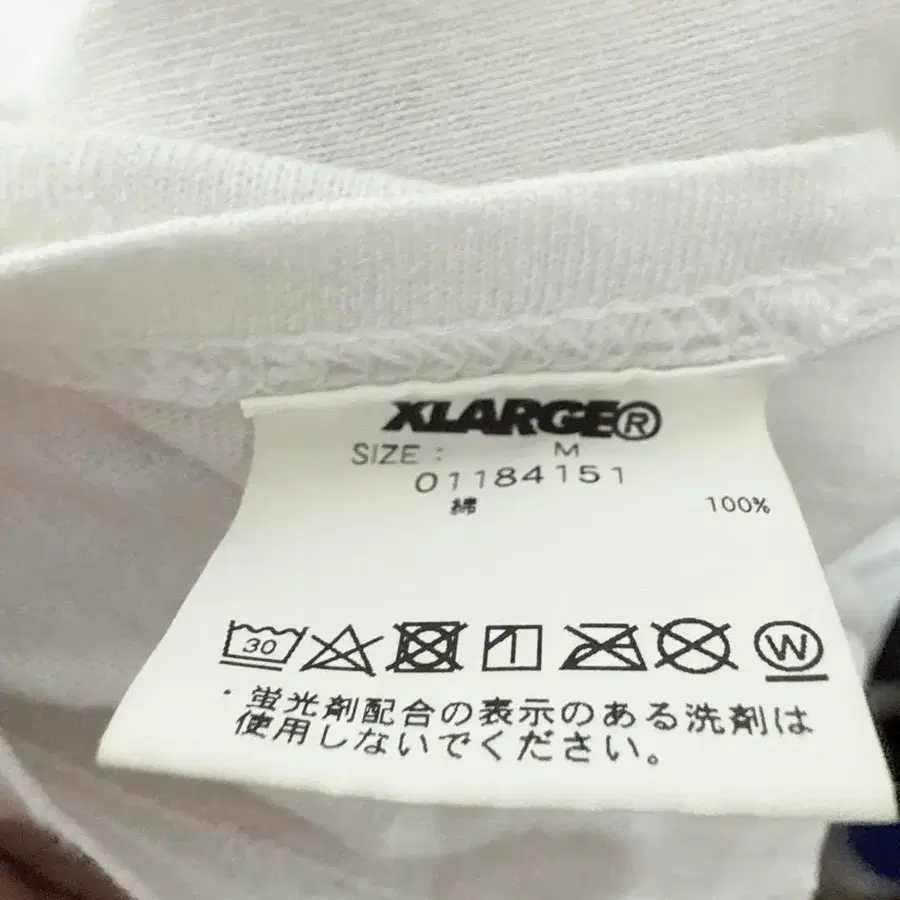 XLARGE®
SIZE : M
01184151
綿 100%
30
W
・蛍光剤配合の表示のある洗剤は
使用しないでください。